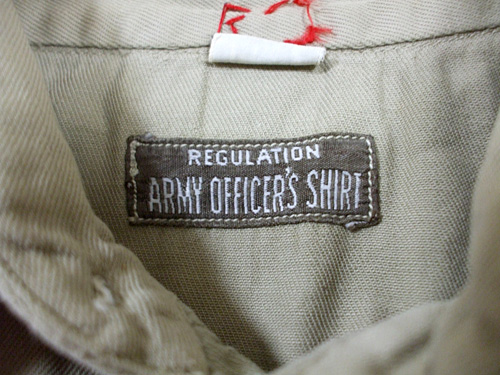 REGULATION
ARMY OFFICER'S SHIRT